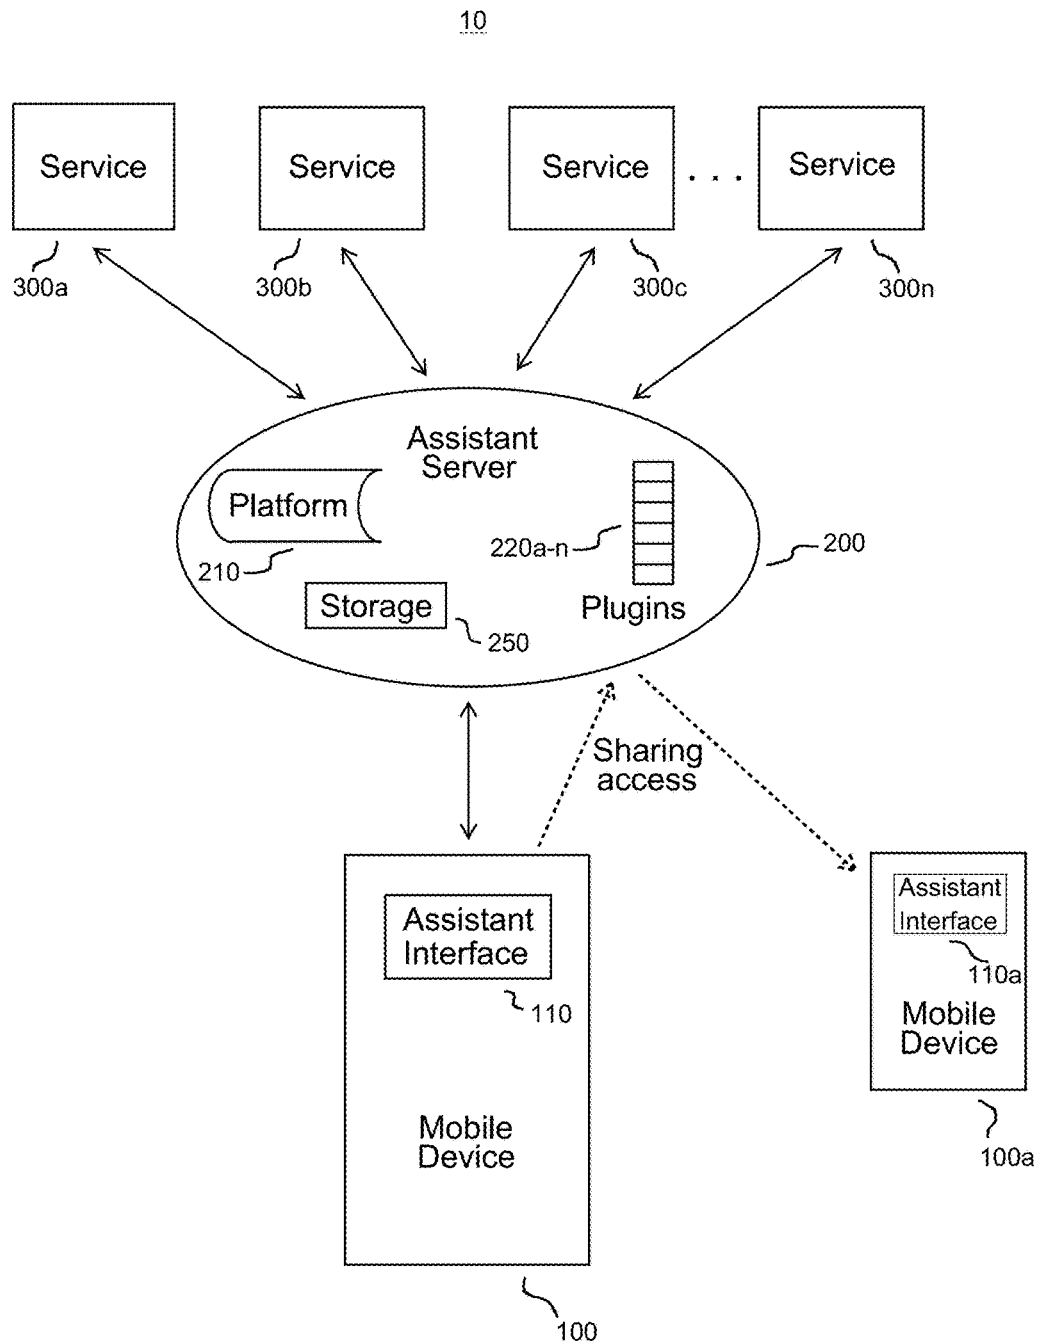 10
Service
Service
Service
. . .
Service
300a
300b
300c
300n
Assistant
Server
Platform
210
220a-n
200
Storage
250
Plugins
Sharing
access
Assistant
Interface
110
Mobile
Device
100
Assistant
Interface
110a
Mobile
Device
100a